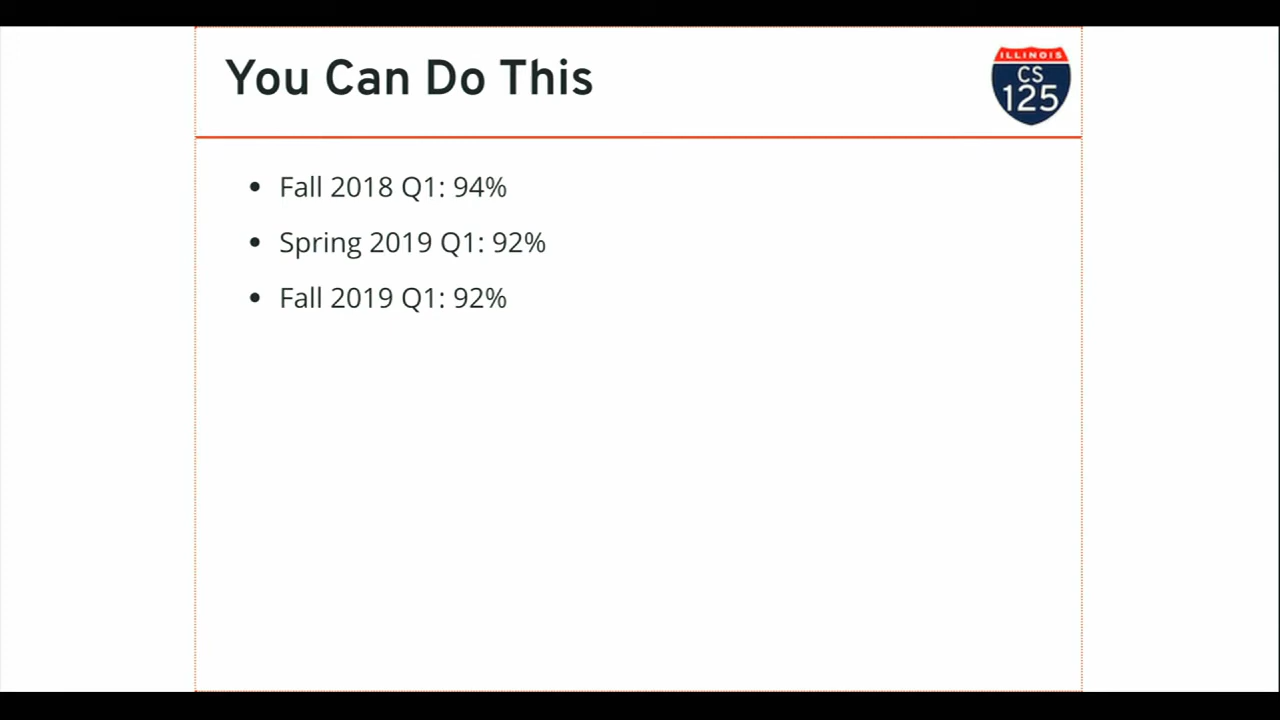 You Can Do This
ILLINOIS
CS
125
• Fall 2018 Q1: 94%
• Spring 2019 Q1: 92%
• Fall 2019 Q1: 92%